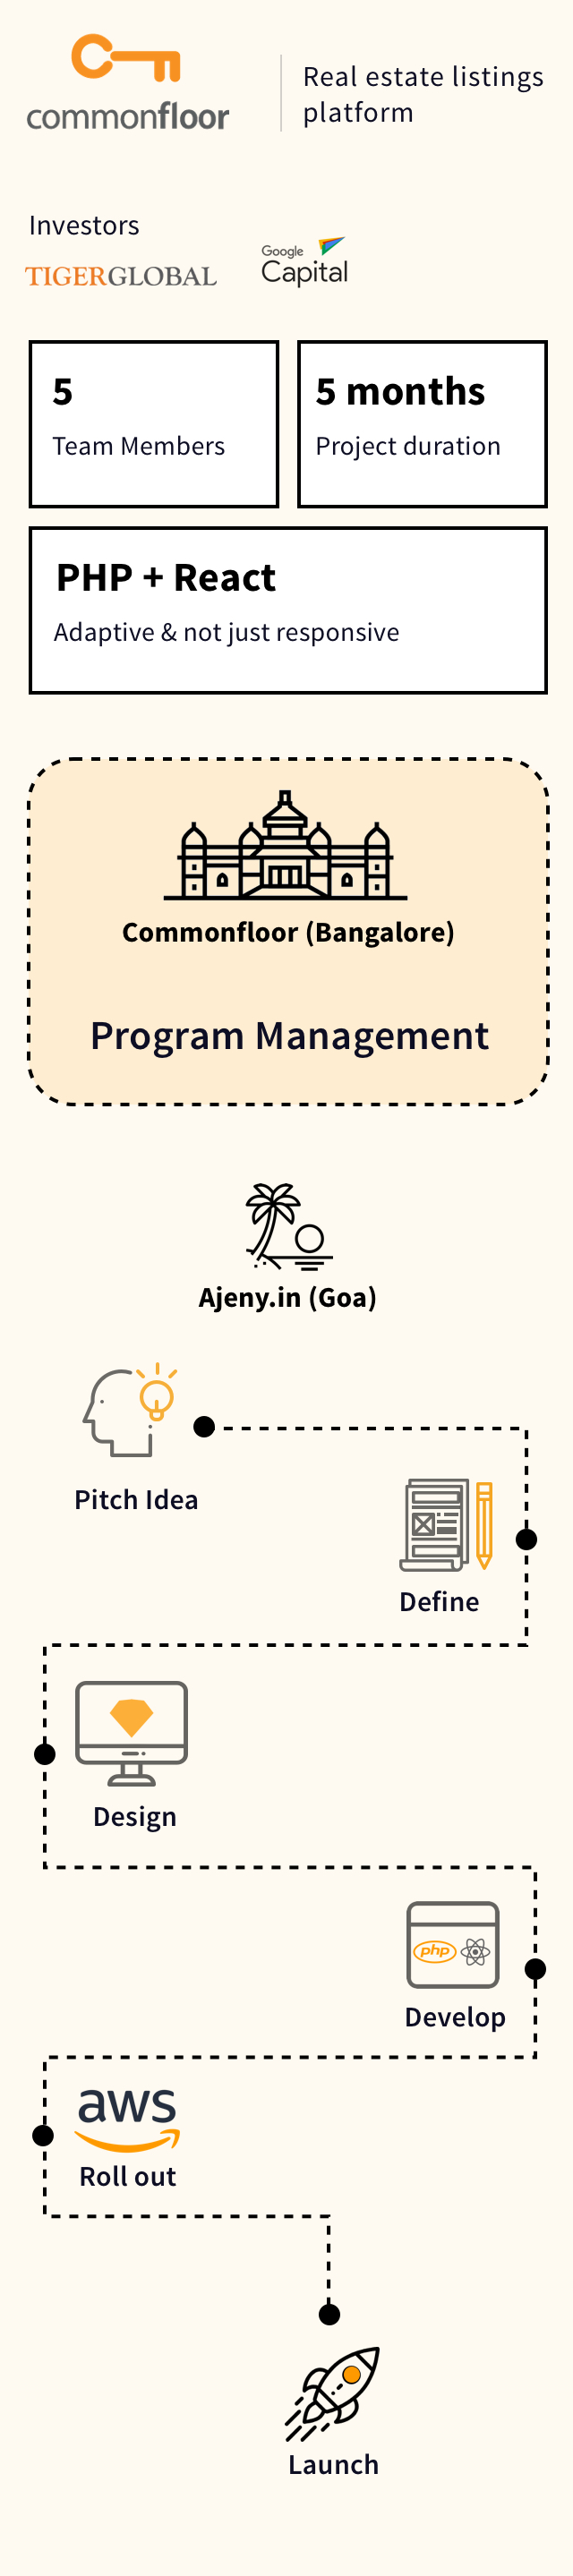 commonfloor
Real estate listings
platform
Investors
TIGERGLOBAL
Google
Capital
5
Team Members
5 months
Project duration
PHP + React
Adaptive & not just responsive
Commonfloor (Bangalore)
Program Management
Ajeny.in (Goa)
Pitch Idea
Define
Design
php
Develop
aws
Roll out
Launch